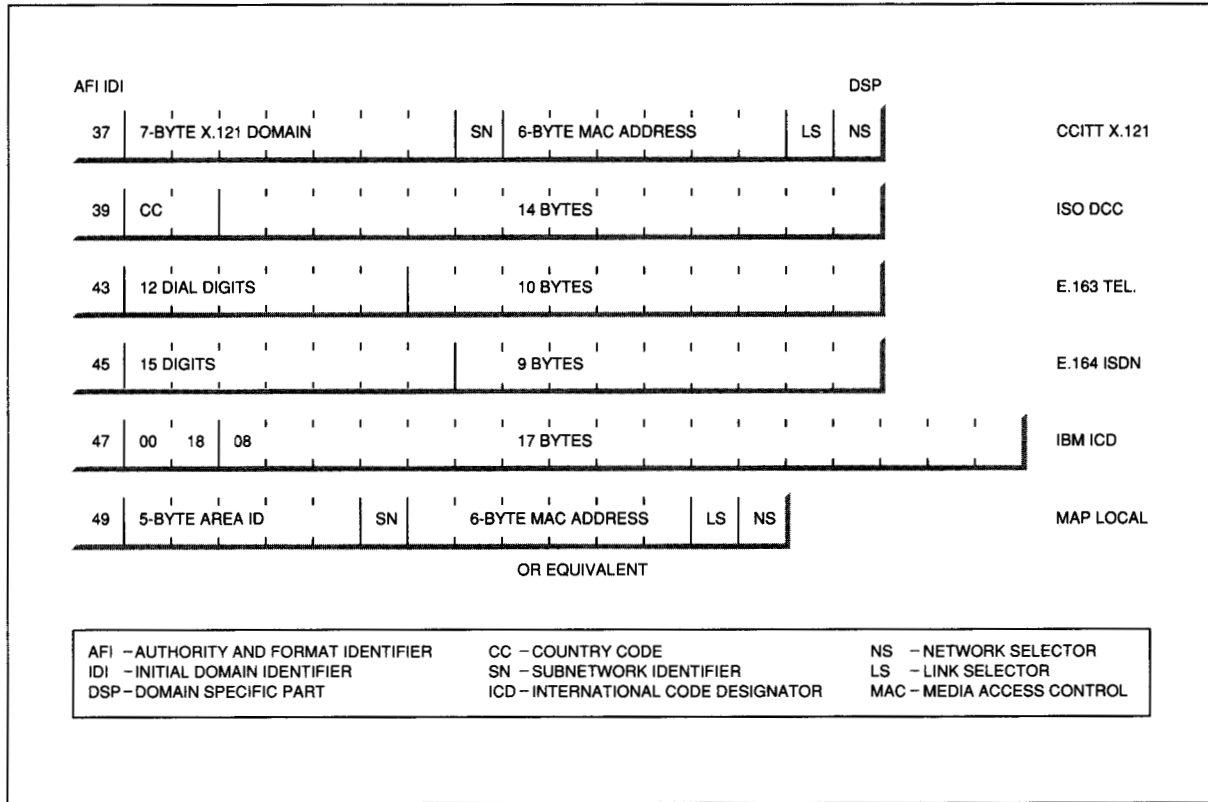 AFI IDI DSP
37 7-BYTE X.121 DOMAIN SN 6-BYTE MAC ADDRESS LS NS CCITT X.121
39 CC 14 BYTES ISO DCC
43 12 DIAL DIGITS 10 BYTES E.163 TEL.
45 15 DIGITS 9 BYTES E.164 ISDN
47 00 18 08 17 BYTES IBM ICD
49 5-BYTE AREA ID SN 6-BYTE MAC ADDRESS LS NS MAP LOCAL
OR EQUIVALENT
AFI – AUTHORITY AND FORMAT IDENTIFIER CC – COUNTRY CODE NS – NETWORK SELECTOR
IDI – INITIAL DOMAIN IDENTIFIER SN – SUBNETWORK IDENTIFIER LS – LINK SELECTOR
DSP – DOMAIN SPECIFIC PART ICD – INTERNATIONAL CODE DESIGNATOR MAC – MEDIA ACCESS CONTROL